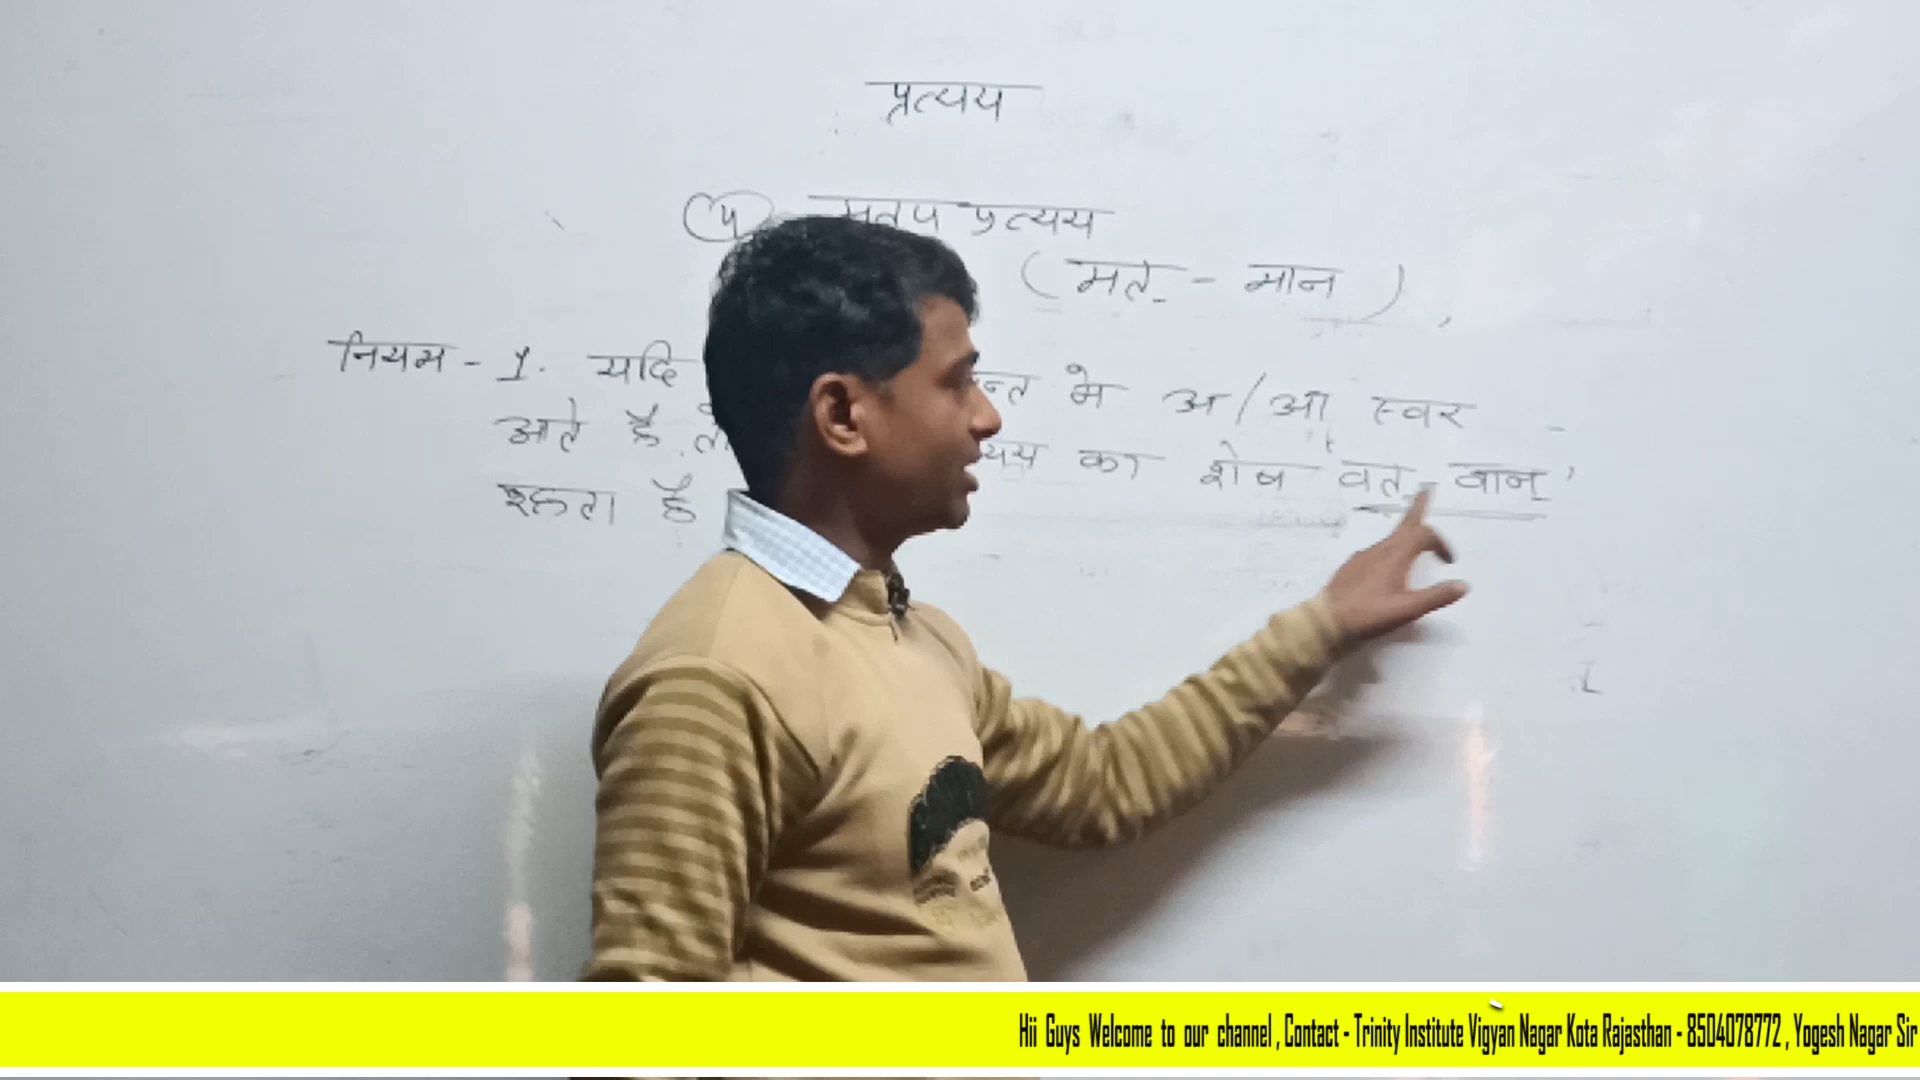 प्रत्यय
प्रत्यय
(मत् - मान)
नियम - 1. यदि में अ/आ स्वर
आते है का शेष वत् - वान्
रहता है
Hii Guys Welcome to our channel , Contact - Trinity Institute Vigyan Nagar Kota Rajasthan - 8504078772 , Yogesh Nagar Sir